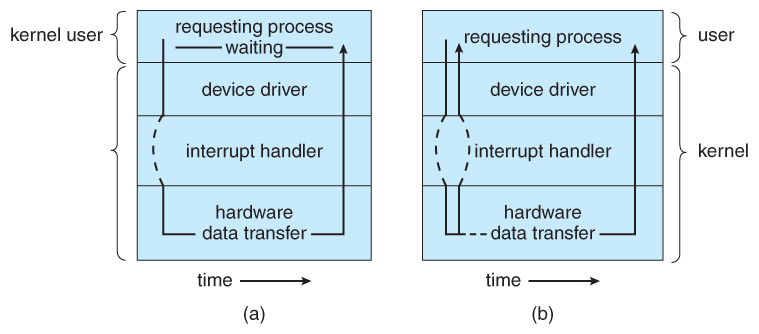 kernel user
requesting process
waiting
device driver
interrupt handler
hardware
data transfer
time
(a)
requesting process
user
device driver
interrupt handler
kernel
hardware
data transfer
time
(b)